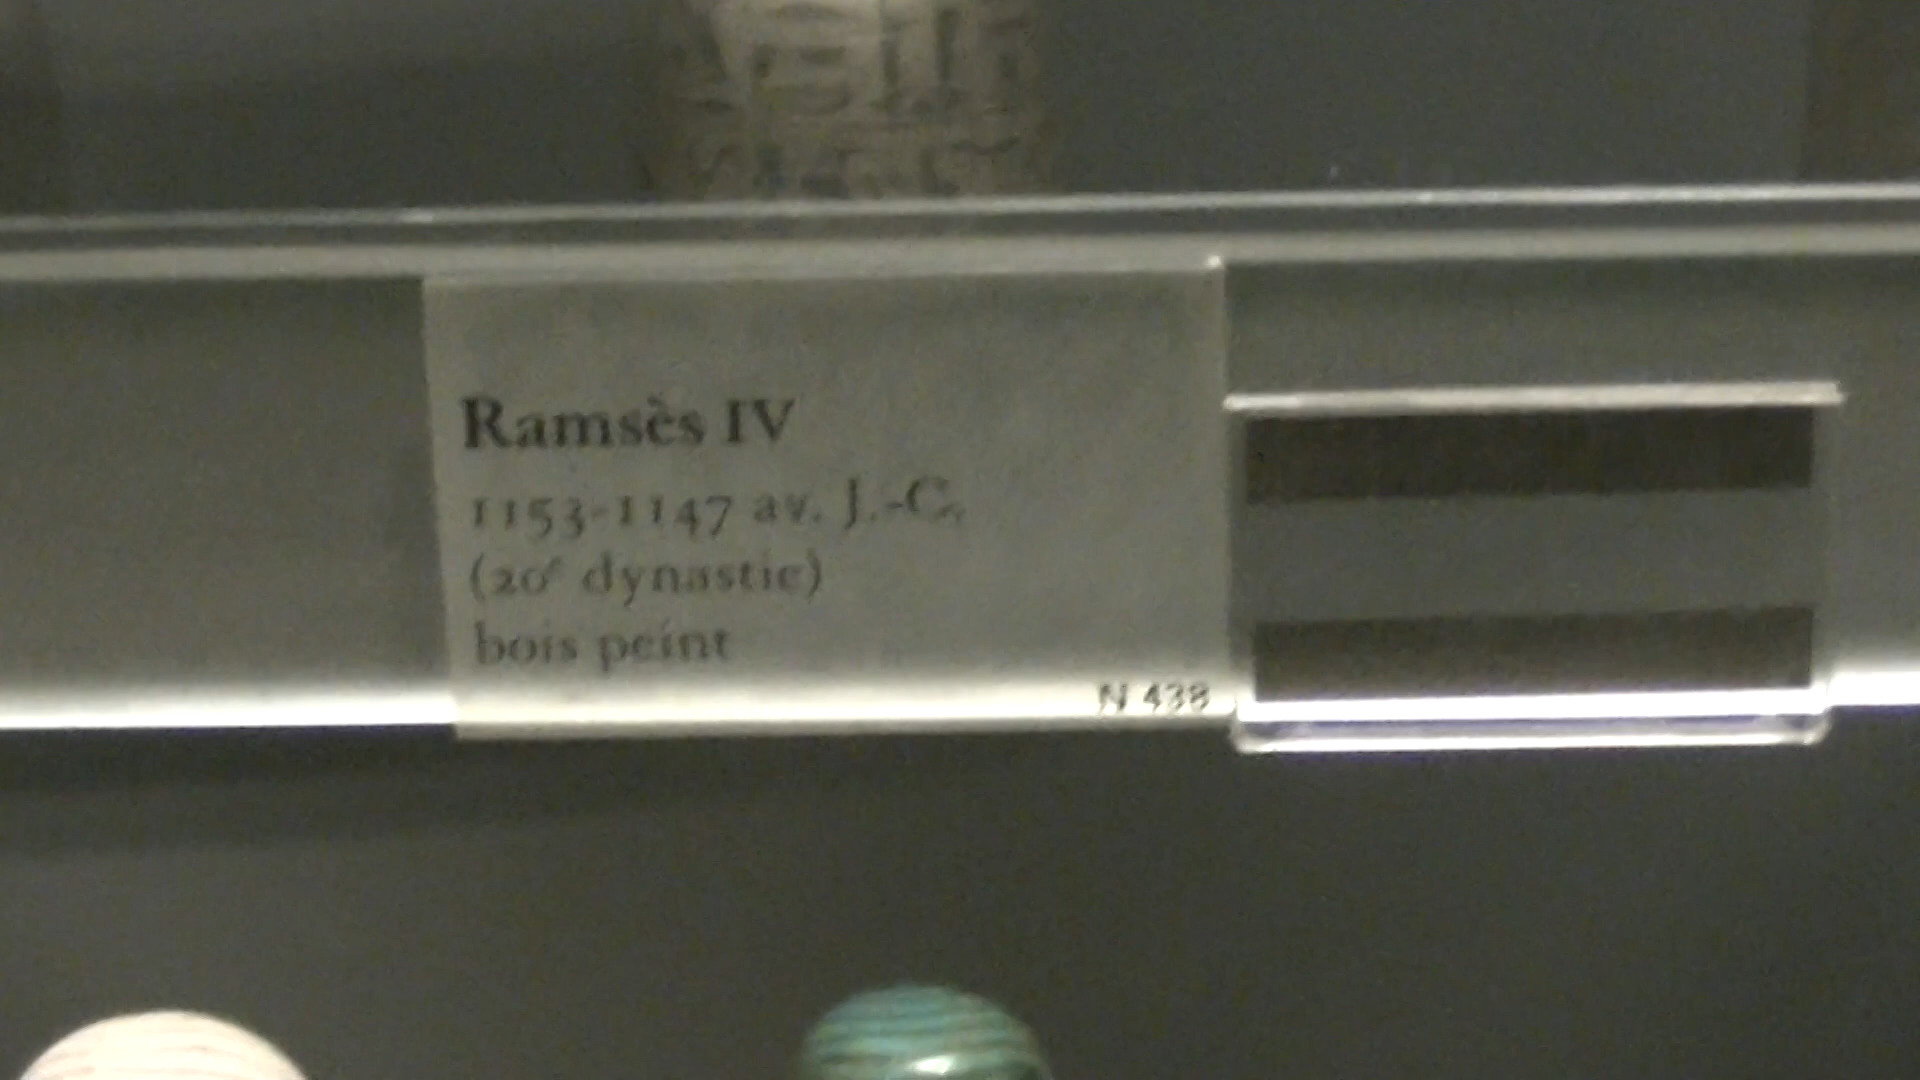 Ramsès IV
1153-1147 av. J.-C.
(20e dynastie)
bois peint
N 438